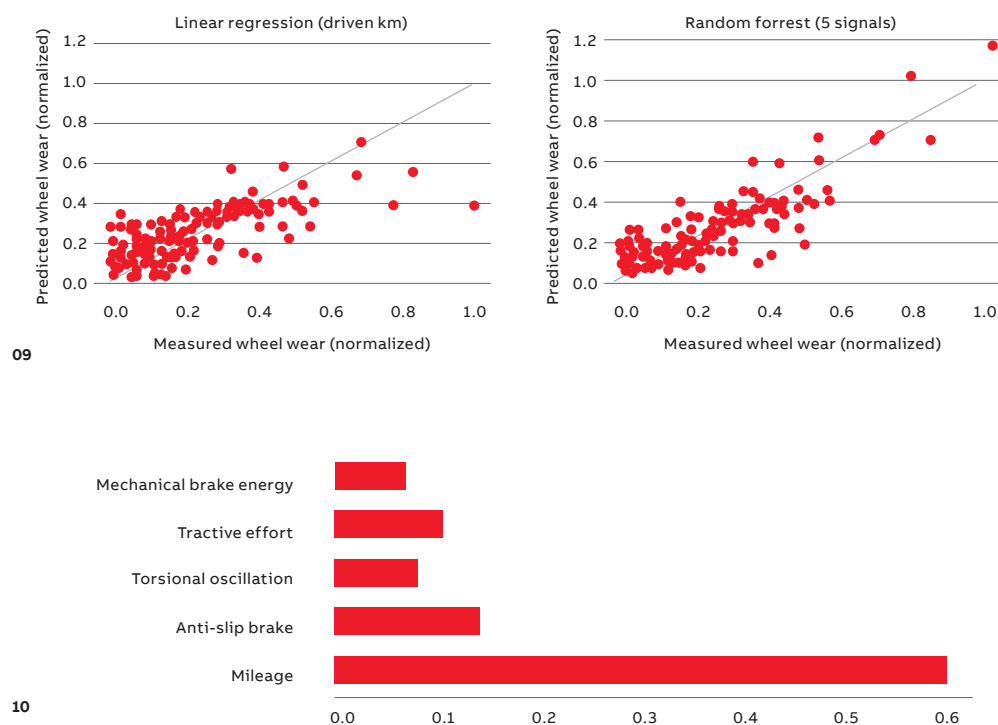 Linear regression (driven km)
Predicted wheel wear (normalized)
1.2
1.0
0.8
0.6
0.4
0.2
0.0
0.0 0.2 0.4 0.6 0.8 1.0
Measured wheel wear (normalized)
Random forrest (5 signals)
Predicted wheel wear (normalized)
1.2
1.0
0.8
0.6
0.4
0.2
0.0
0.0 0.2 0.4 0.6 0.8 1.0
Measured wheel wear (normalized)
09
Mechanical brake energy
Tractive effort
Torsional oscillation
Anti-slip brake
Mileage
0.0 0.1 0.2 0.3 0.4 0.5 0.6
10